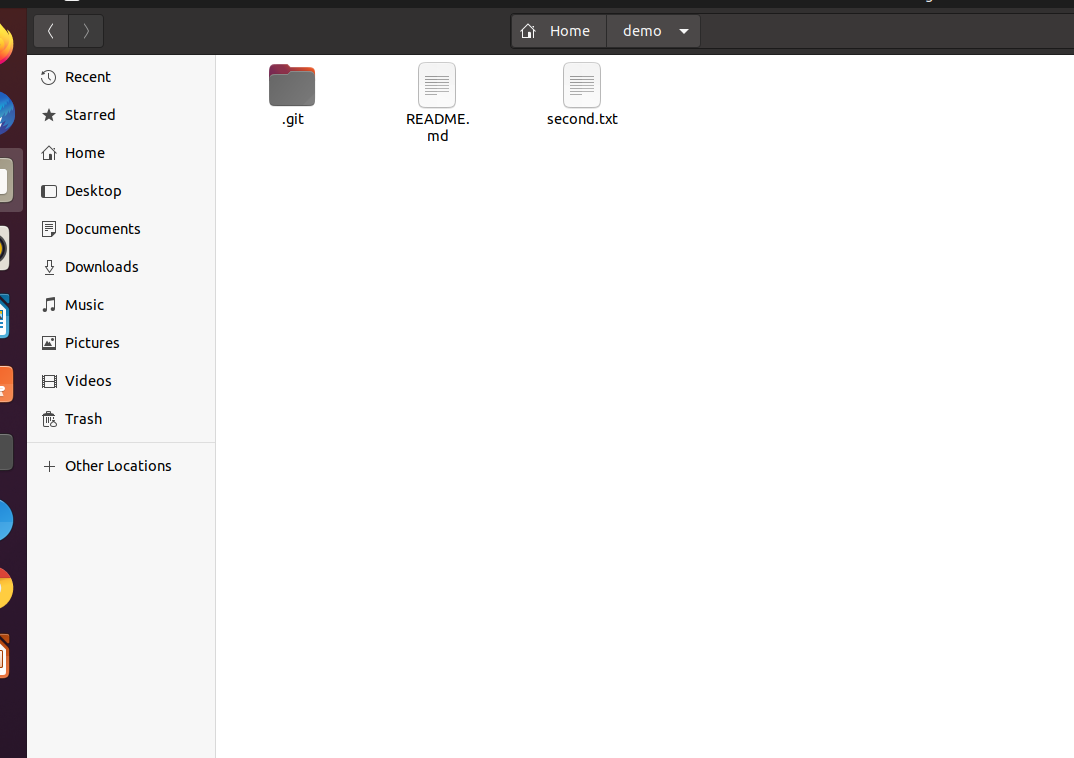 Home
demo
Recent
Starred
Home
Desktop
Documents
Downloads
Music
Pictures
Videos
Trash
Other Locations
.git
README.
md
second.txt